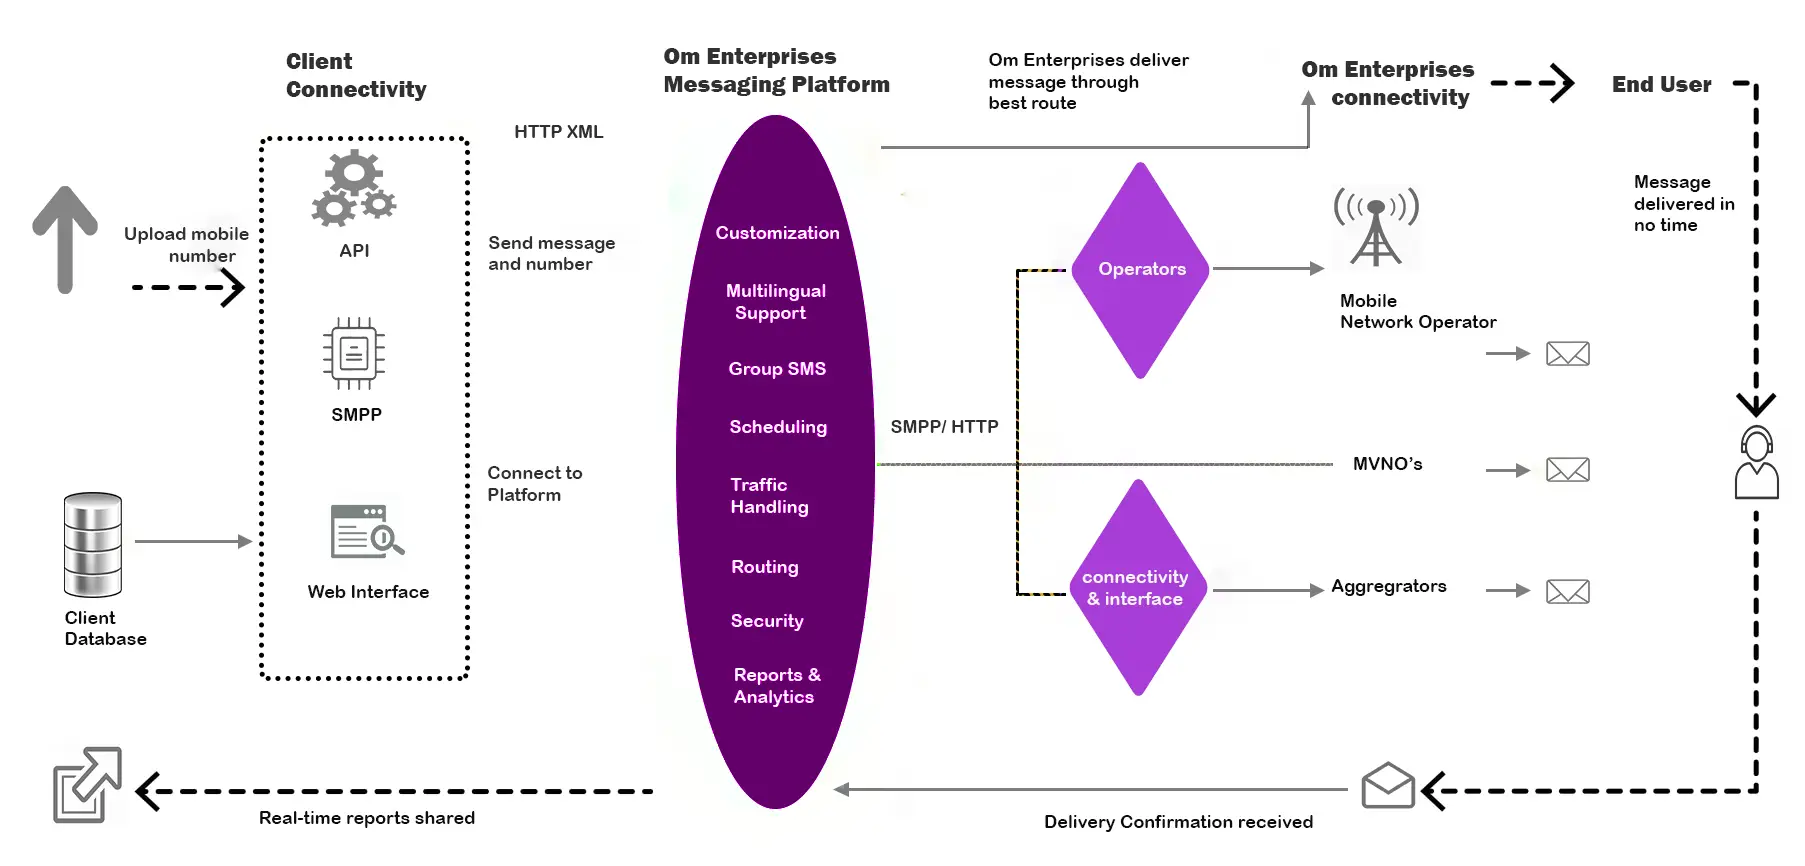 Client
Connectivity
Om Enterprises
Messaging Platform
Om Enterprises deliver
message through
best route
Om Enterprises
connectivity
End User
HTTP XML
Upload mobile
number
API
Send message
and number
SMPP
Connect to
Platform
Web Interface
Client
Database
Customization
Multilingual
Support
Group SMS
Scheduling
Traffic
Handling
Routing
Security
Reports &
Analytics
SMPP/ HTTP
Operators
connectivity
& interface
Mobile
Network Operator
MVNO's
Aggregrators
Message
delivered in
no time
Real-time reports shared
Delivery Confirmation received